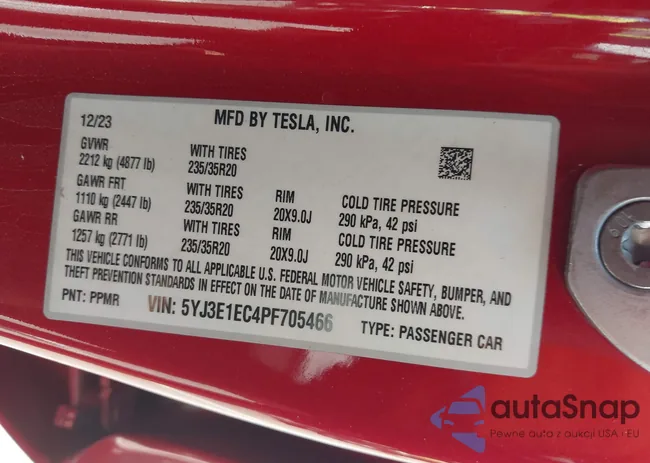 MFD BY TESLA, INC.
12/23
GVWR
2212 kg (4877 lb)
WITH TIRES
235/35R20
GAWR FRT
1110 kg (2447 lb)
WITH TIRES
235/35R20
RIM
20X9.0J
COLD TIRE PRESSURE
290 kPa, 42 psi
GAWR RR
1257 kg (2771 lb)
WITH TIRES
235/35R20
RIM
20X9.0J
COLD TIRE PRESSURE
290 kPa, 42 psi
THIS VEHICLE CONFORMS TO ALL APPLICABLE U.S. FEDERAL MOTOR VEHICLE SAFETY, BUMPER, AND
THEFT PREVENTION STANDARDS IN EFFECT ON THE DATE OF MANUFACTURE SHOWN ABOVE.
PNT: PPMR VIN: 5YJ3E1EC4PF705466 TYPE: PASSENGER CAR
autaSnap
Pewne auto z aukcji USA i EU